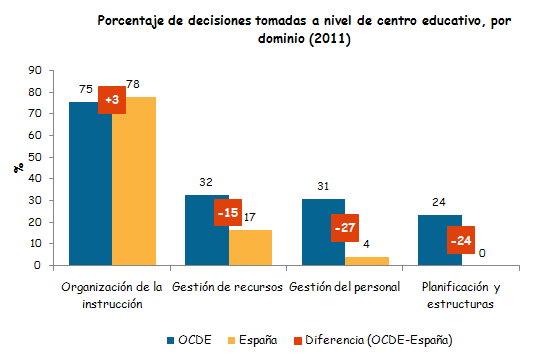 Porcentaje de decisiones tomadas a nivel de centro educativo, por
dominio (2011)
%
90
80
70
60
50
40
30
20
10
0
75
+3
78
32
-15
17
31
-27
4
24
-24
0
Organización de la
instrucción
Gestión de recursos
Gestión del personal
Planificación y
estructuras
OCDE
España
Diferencia (OCDE-España)